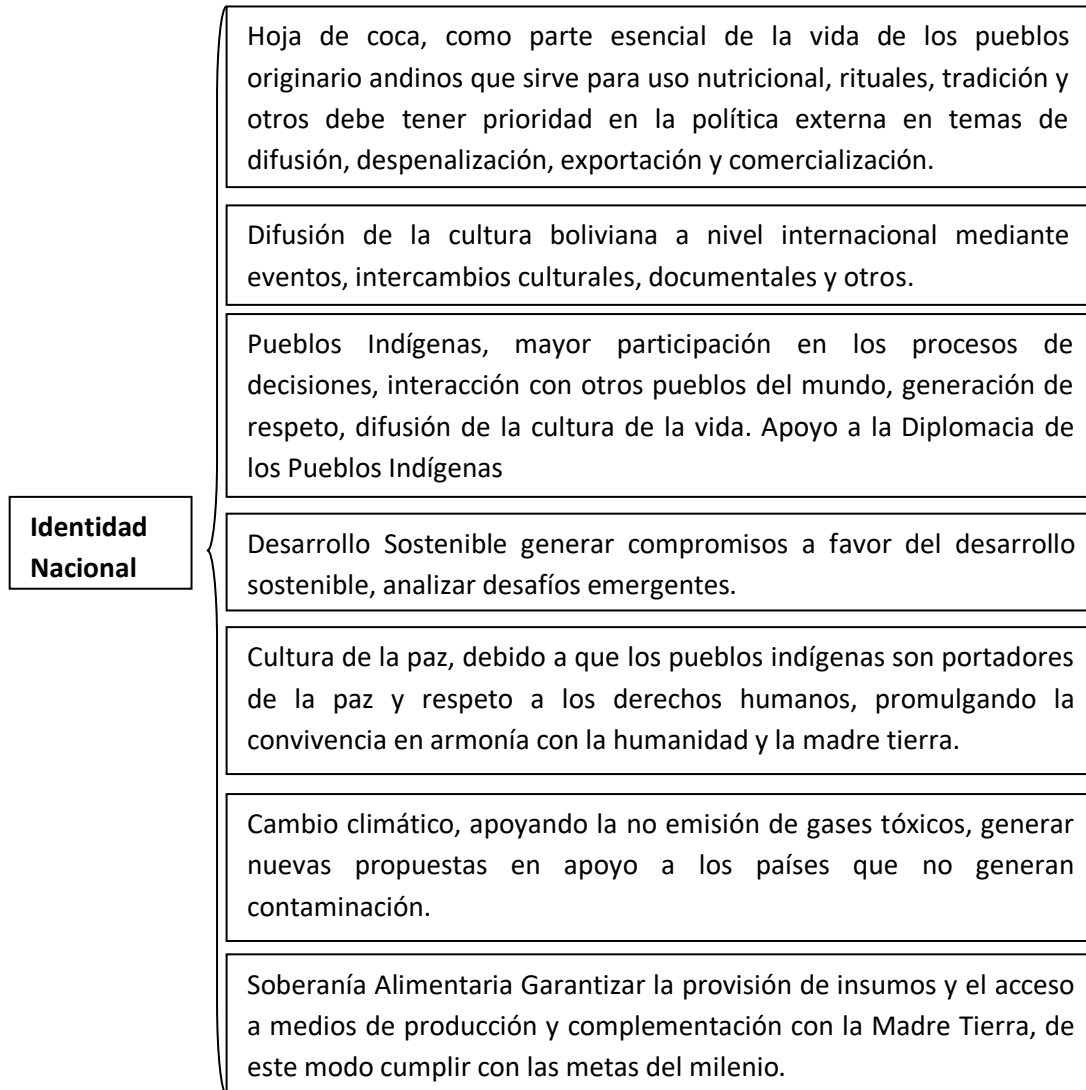 Identidad
Nacional
Hoja de coca, como parte esencial de la vida de los pueblos
originario andinos que sirve para uso nutricional, rituales, tradición y
otros debe tener prioridad en la política externa en temas de
difusión, despenalización, exportación y comercialización.
Difusión de la cultura boliviana a nivel internacional mediante
eventos, intercambios culturales, documentales y otros.
Pueblos Indígenas, mayor participación en los procesos de
decisiones, interacción con otros pueblos del mundo, generación de
respeto, difusión de la cultura de la vida. Apoyo a la Diplomacia de
los Pueblos Indígenas
Desarrollo Sostenible generar compromisos a favor del desarrollo
sostenible, analizar desafíos emergentes.
Cultura de la paz, debido a que los pueblos indígenas son portadores
de la paz y respeto a los derechos humanos, promulgando la
convivencia en armonía con la humanidad y la madre tierra.
Cambio climático, apoyando la no emisión de gases tóxicos, generar
nuevas propuestas en apoyo a los países que no generan
contaminación.
Soberanía Alimentaria Garantizar la provisión de insumos y el acceso
a medios de producción y complementación con la Madre Tierra, de
este modo cumplir con las metas del milenio.